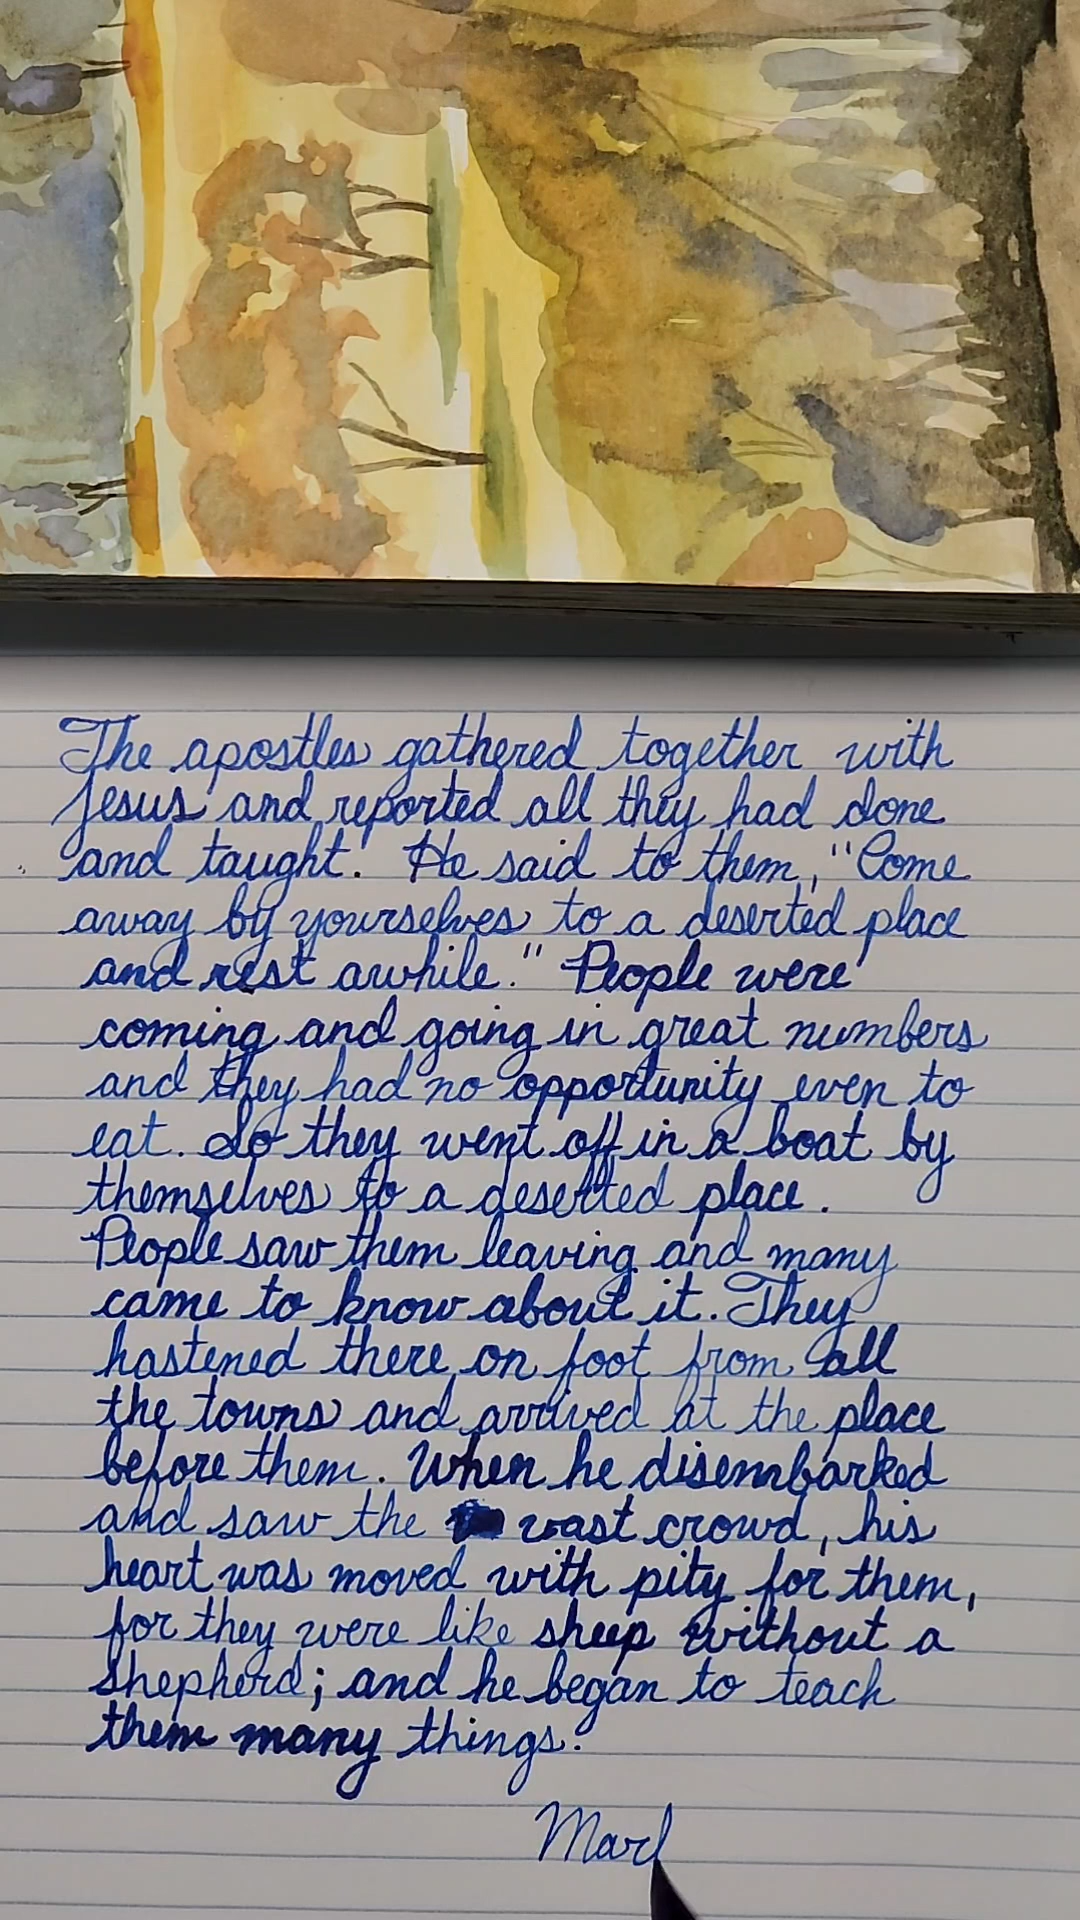 The apostles gathered together with
Jesus and reported all they had done
and taught. He said to them, "Come
away by yourselves to a deserted place
and rest awhile." People were
coming and going in great numbers
and they had no opportunity even to
eat. So they went off in a boat by
themselves to a deserted place.
People saw them leaving and many
came to know about it. They
hastened there on foot from all
the towns and arrived at the place
before them. When he disembarked
and saw the vast crowd, his
heart was moved with pity for them,
for they were like sheep without a
shepherd; and he began to teach
them many things.
Marl